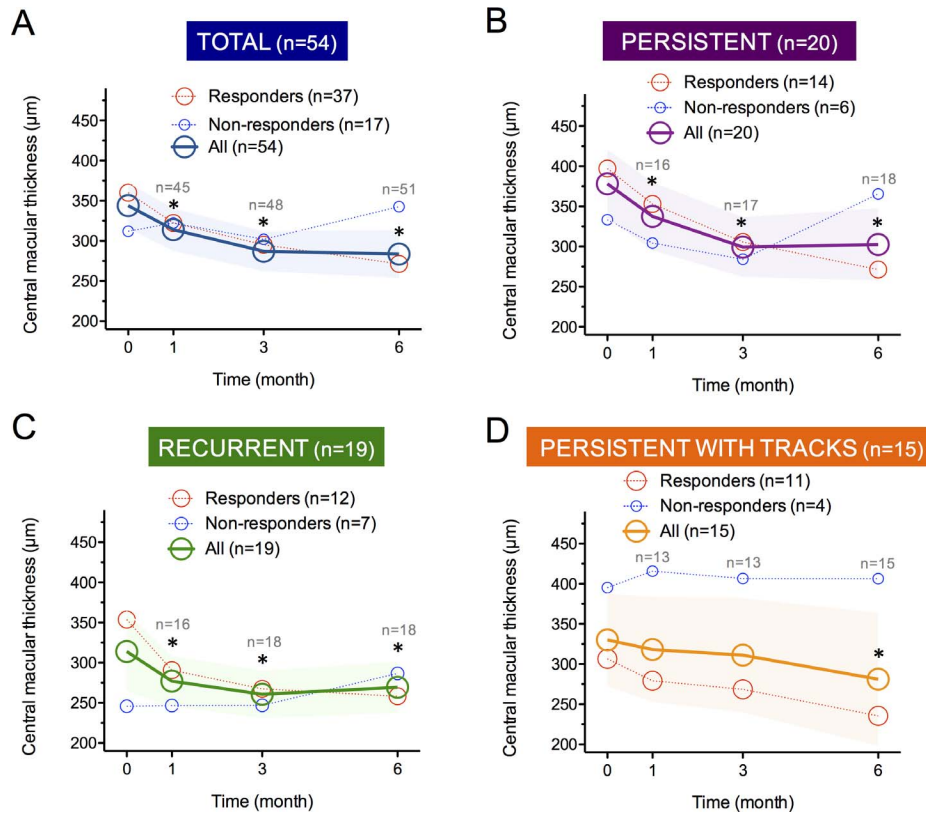 A
TOTAL (n=54)
Responders (n=37)
Non-responders (n=17)
All (n=54)
Central macular thickness (µm)
450
400
350
300
250
200
n=45
*
n=48
*
n=51
*
0
1
3
6
Time (month)
B
PERSISTENT (n=20)
Responders (n=14)
Non-responders (n=6)
All (n=20)
Central macular thickness (µm)
450
400
350
300
250
200
n=16
*
n=17
*
n=18
*
0
1
3
6
Time (month)
C
RECURRENT (n=19)
Responders (n=12)
Non-responders (n=7)
All (n=19)
Central macular thickness (µm)
450
400
350
300
250
200
n=16
*
n=18
*
n=18
*
0
1
3
6
Time (month)
D
PERSISTENT WITH TRACKS (n=15)
Responders (n=11)
Non-responders (n=4)
All (n=15)
Central macular thickness (µm)
450
400
350
300
250
200
n=13
n=13
n=15
*
0
1
3
6
Time (month)